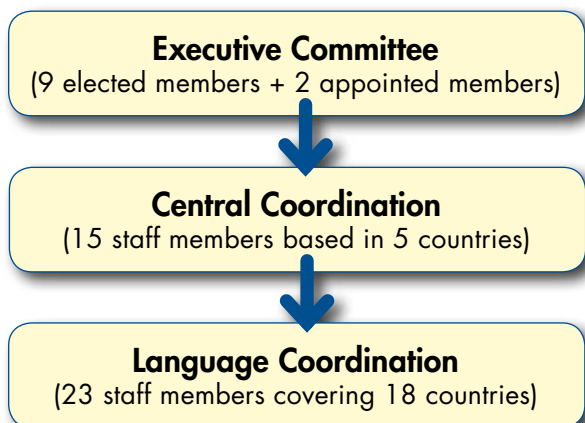 Executive Committee
(9 elected members + 2 appointed members)
Central Coordination
(15 staff members based in 5 countries)
Language Coordination
(23 staff members covering 18 countries)